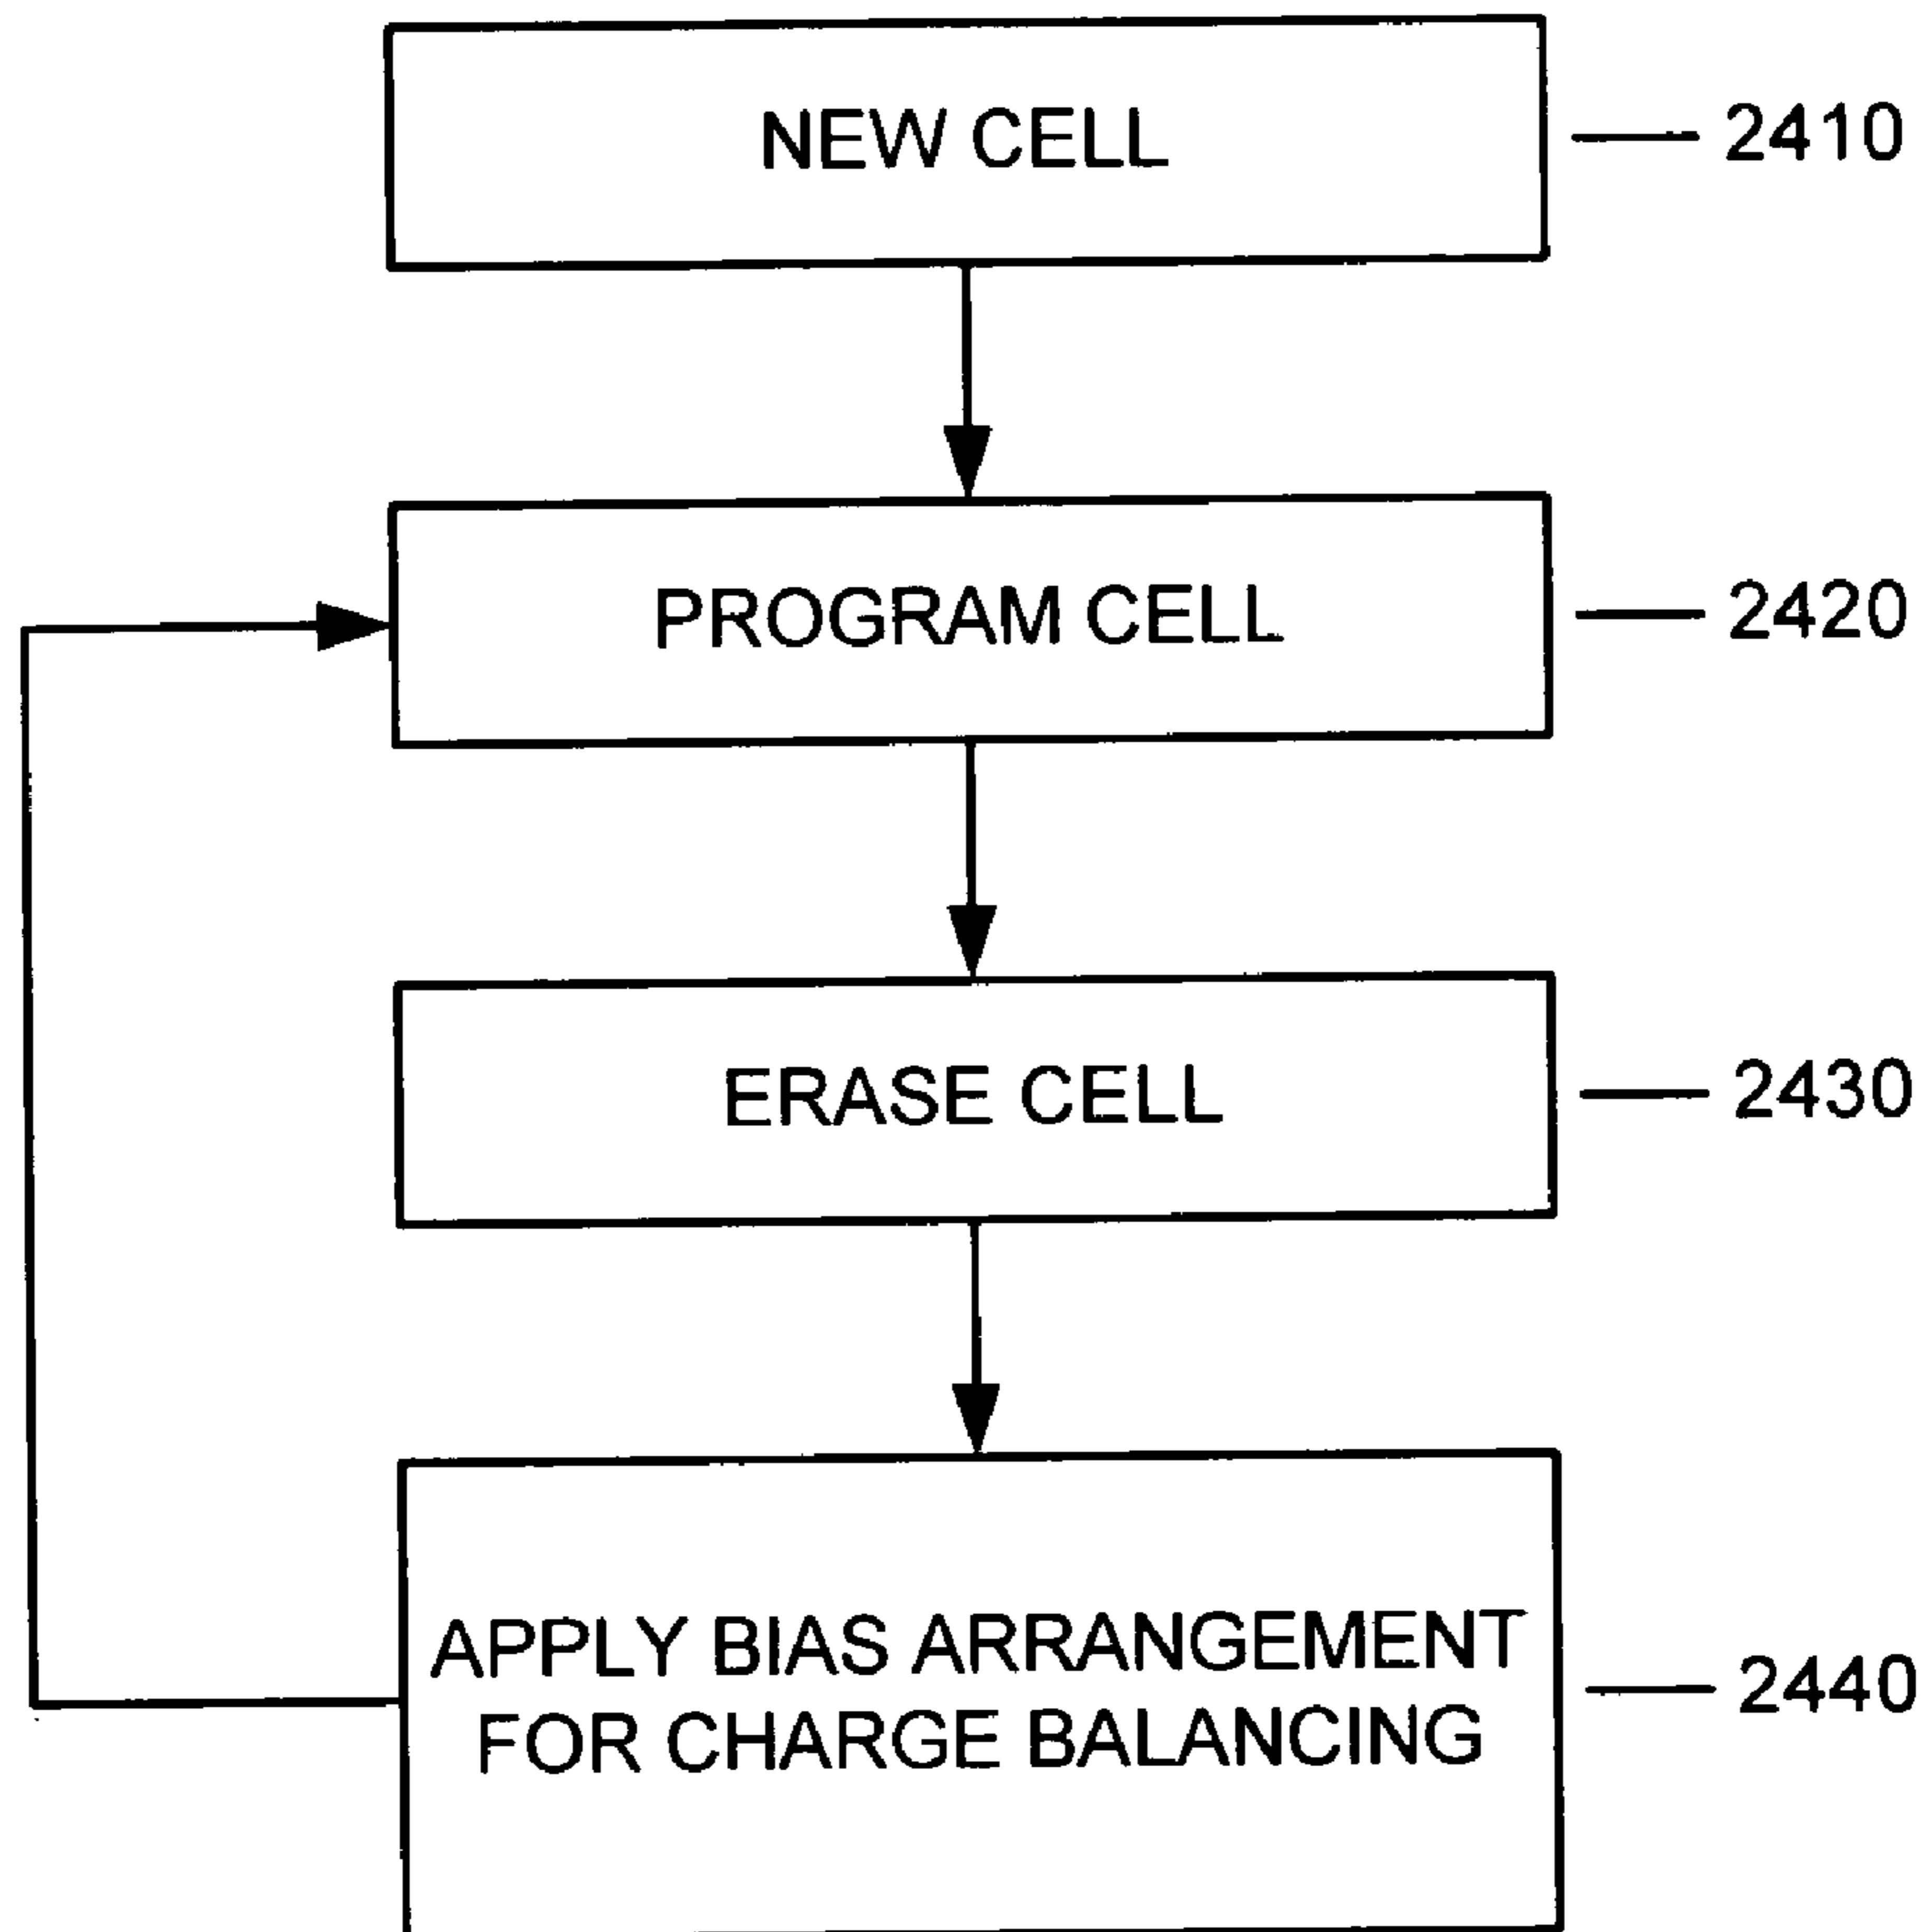 NEW CELL
2410
PROGRAM CELL
2420
ERASE CELL
2430
APPLY BIAS ARRANGEMENT
FOR CHARGE BALANCING
2440